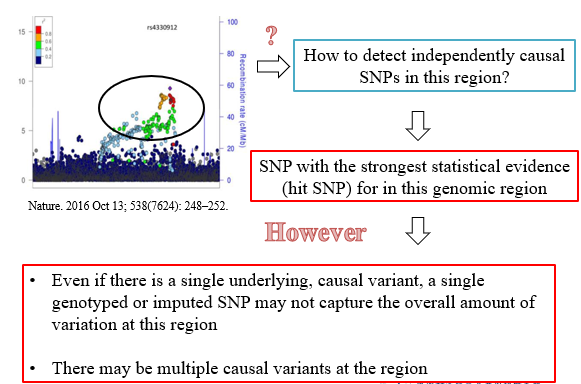 rs4330912
15
10
5
0
r²
0.8
0.6
0.4
0.2
100
80
60
40
20
0
Recombination rate (cM/Mb)
?
How to detect independently causal
SNPs in this region?
SNP with the strongest statistical evidence
(hit SNP) for in this genomic region
Nature. 2016 Oct 13; 538(7624): 248–252.
However
• Even if there is a single underlying, causal variant, a single
genotyped or imputed SNP may not capture the overall amount of
variation at this region
• There may be multiple causal variants at the region